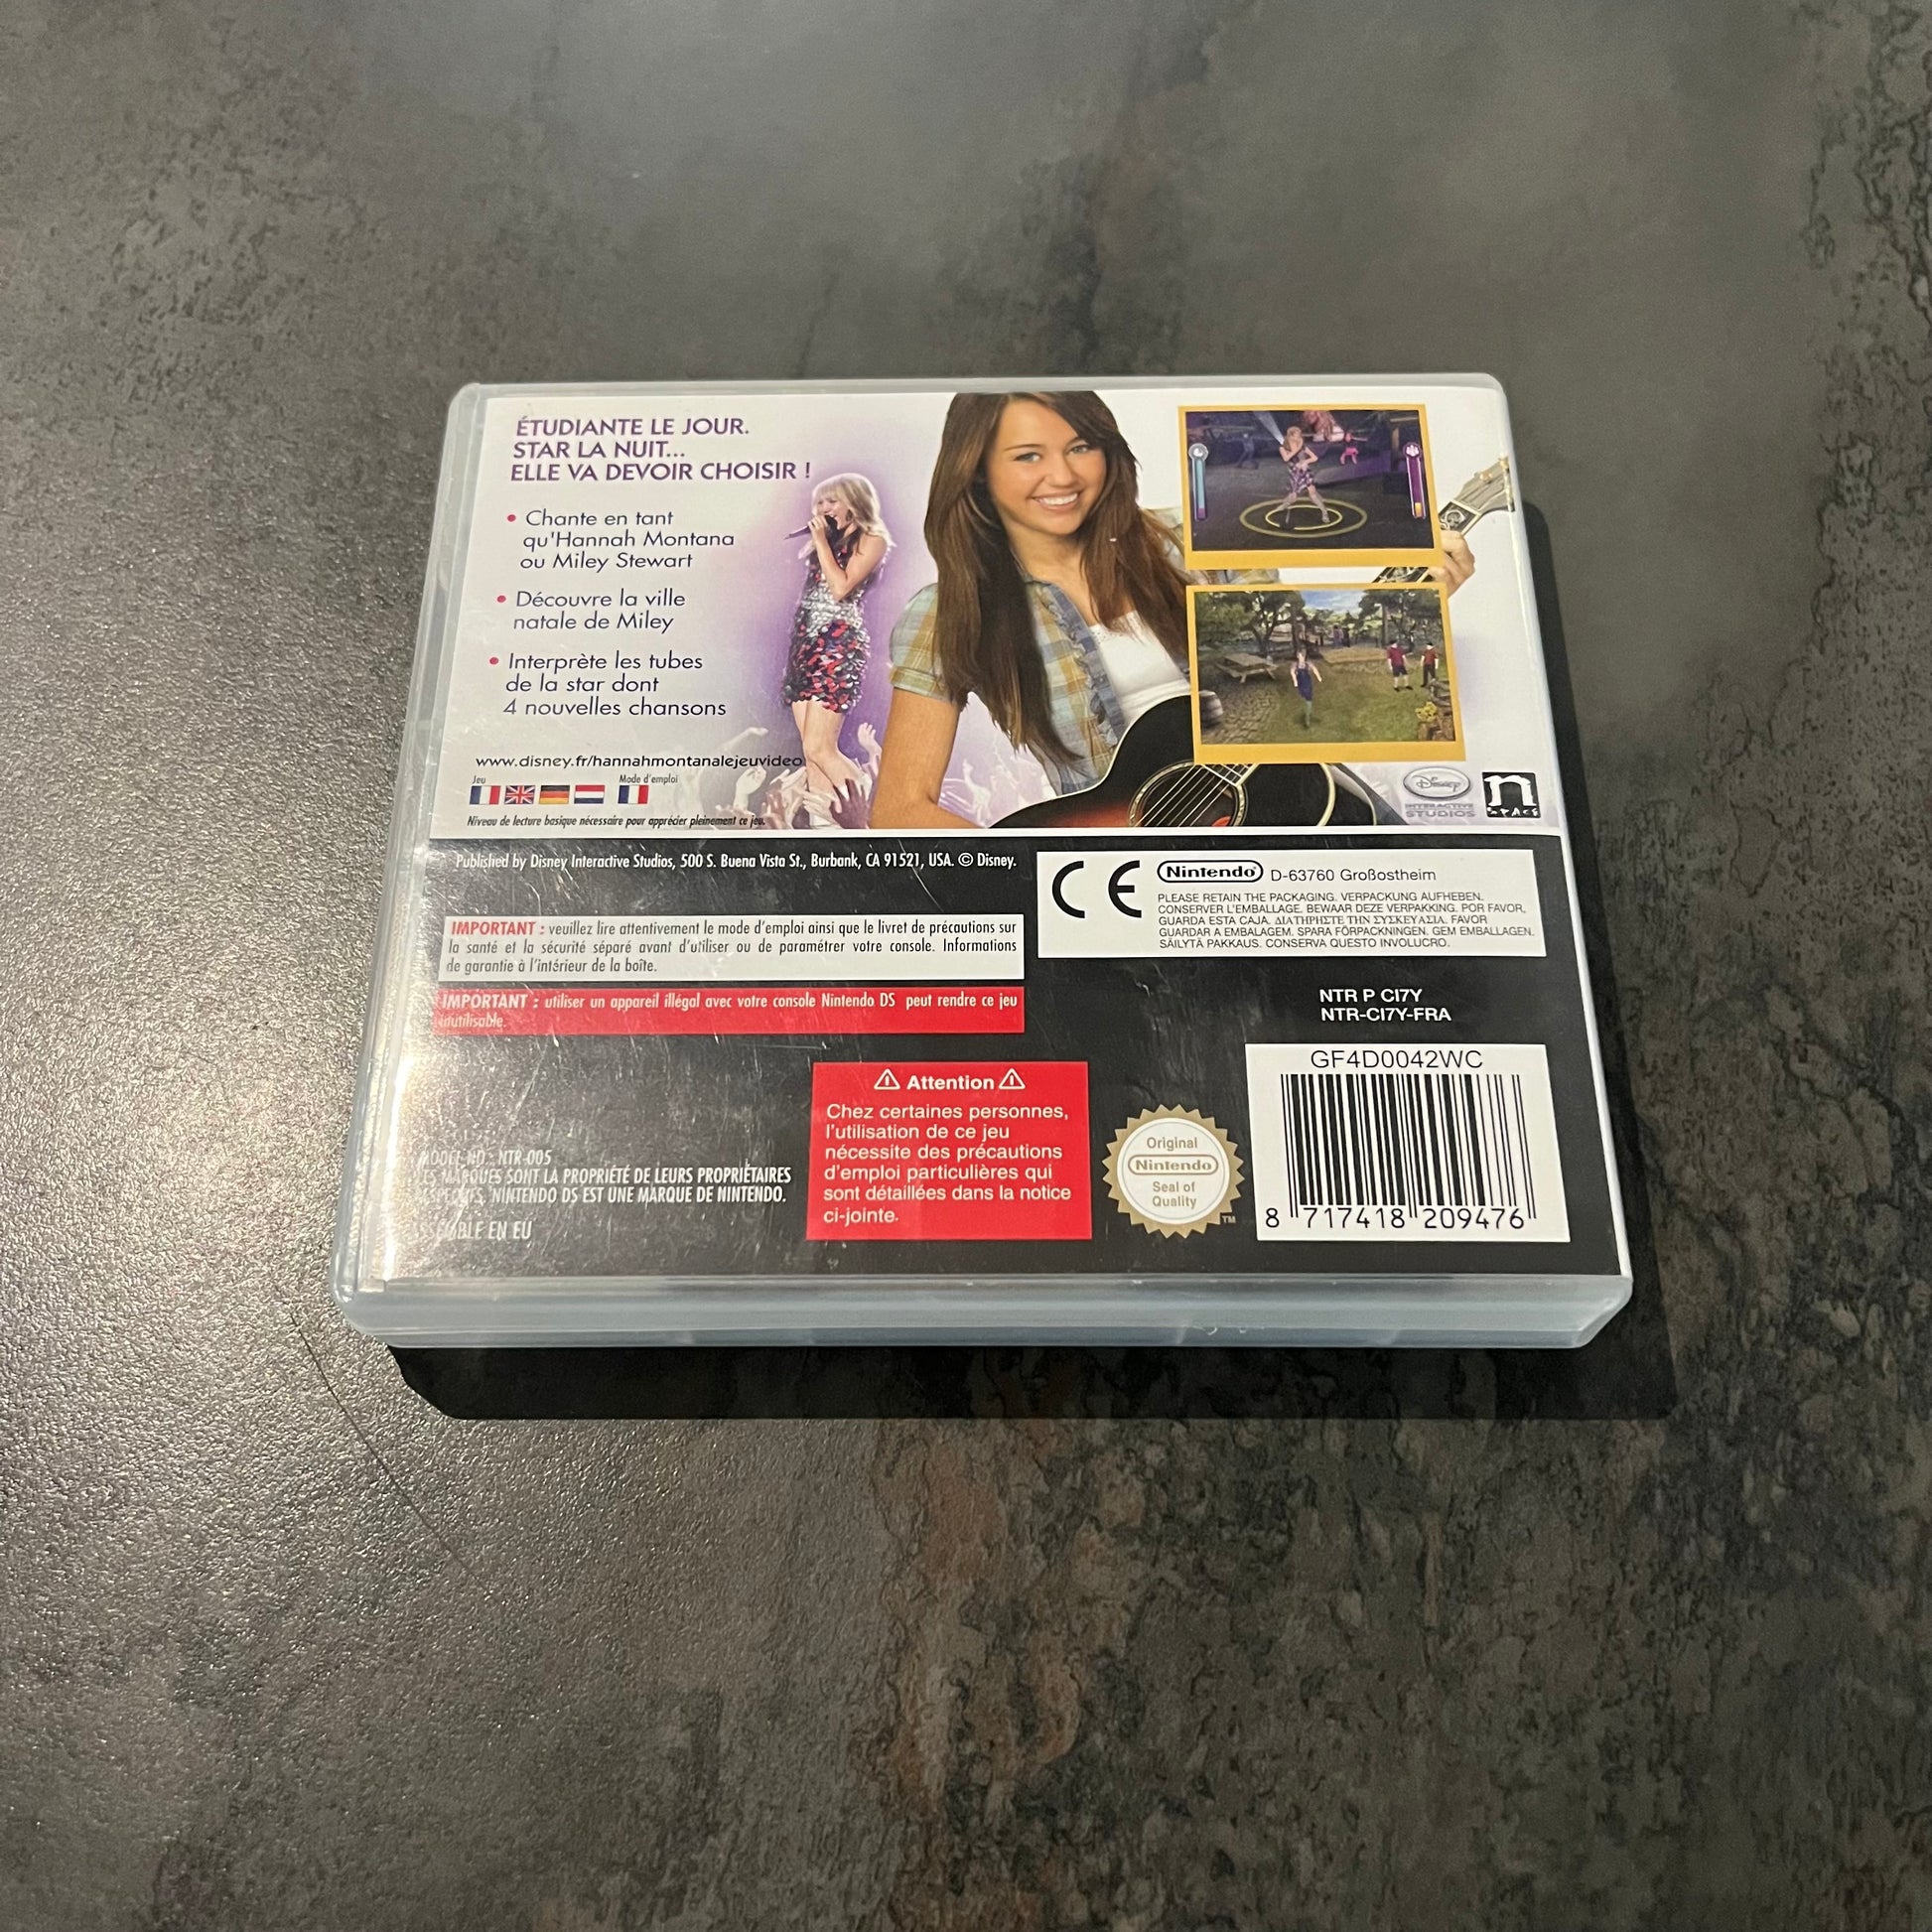 ÉTUDIANTE LE JOUR.
STAR LA NUIT...
ELLE VA DEVOIR CHOISIR !
• Chante en tant
qu'Hannah Montana
ou Miley Stewart
• Découvre la ville
natale de Miley
• Interprète les tubes
de la star dont
4 nouvelles chansons
www.disney.fr/hannahmontanalejeuvideo
Jeu
Mode d'emploi
Niveau de lecture basique nécessaire pour apprécier pleinement ce jeu.
Disney
INTERACTIVE
STUDIOS
n
SPACE
Published by Disney Interactive Studios, 500 S. Buena Vista St., Burbank, CA 91521, USA. © Disney.
IMPORTANT : veuillez lire attentivement le mode d'emploi ainsi que le livret de précautions sur
la santé et la sécurité séparé avant d'utiliser ou de paramétrer votre console. Informations
de garantie à l'intérieur de la boîte.
IMPORTANT : utiliser un appareil illégal avec votre console Nintendo DS peut rendre ce jeu
inutilisable.
CE
Nintendo D-63760 Großostheim
PLEASE RETAIN THE PACKAGING. VERPACKUNG AUFHEBEN.
CONSERVER L'EMBALLAGE. BEWAAR DEZE VERPAKKING. POR FAVOR,
GUARDA ESTA CAJA. ΔΙΑΤΗΡΗΣΤΕ ΤΗΝ ΣΥΣΚΕΥΑΣΙΑ. FAVOR
GUARDAR A EMBALAGEM. SPARA FÖRPACKNINGEN. GEM EMBALLAGEN.
SÄILYTÄ PAKKAUS. CONSERVA QUESTO INVOLUCRO.
NTR P CI7Y
NTR-CI7Y-FRA
MODEL NO.: NTR-005
LES MARQUES SONT LA PROPRIÉTÉ DE LEURS PROPRIÉTAIRES
RESPECTIFS. NINTENDO DS EST UNE MARQUE DE NINTENDO.
ASSEMBLÉ EN EU
⚠ Attention ⚠
Chez certaines personnes,
l'utilisation de ce jeu
nécessite des précautions
d'emploi particulières qui
sont détaillées dans la notice
ci-jointe.
Original
Nintendo
Seal of
Quality
TM
GF4D0042WC
8 717418 209476